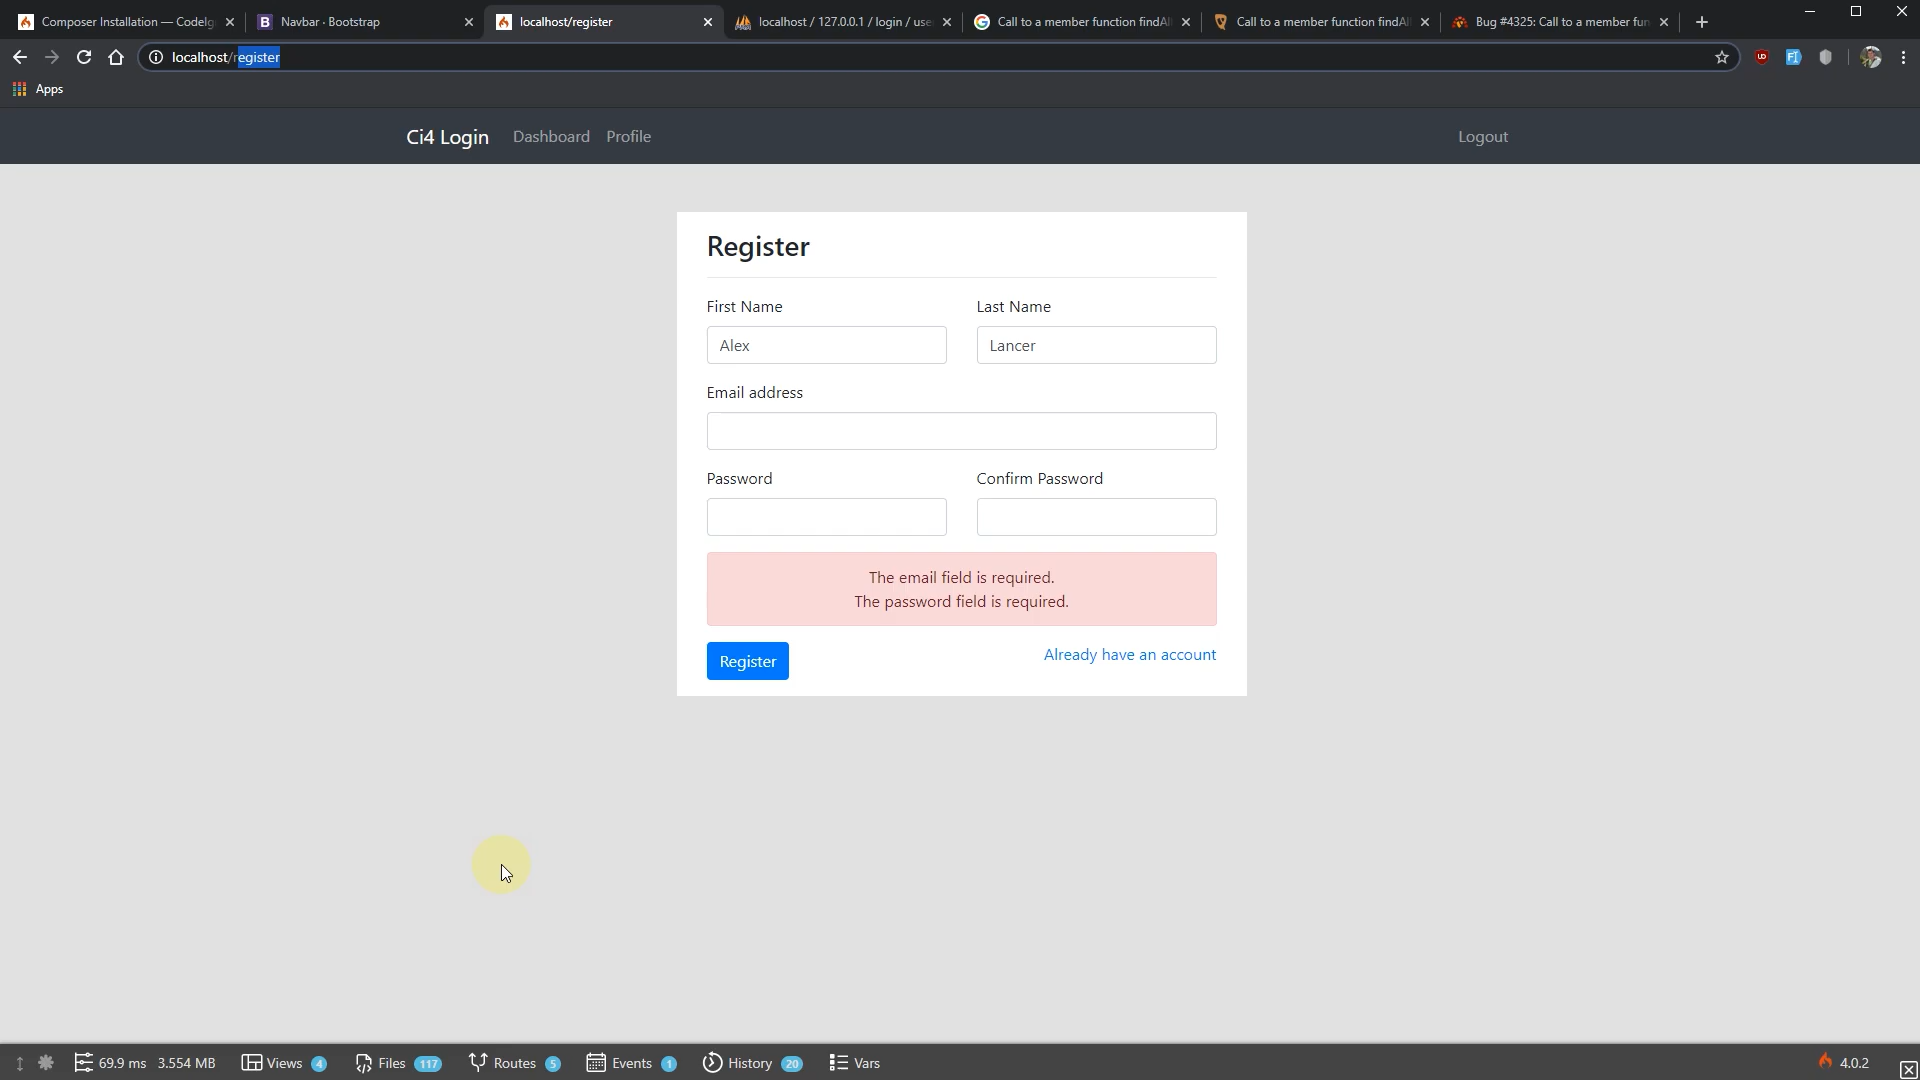 Composer Installation — CodeIg
Navbar · Bootstrap
localhost/register
localhost / 127.0.0.1 / login / use
Call to a member function findAl
Call to a member function findAl
Bug #4325: Call to a member fun
localhost/register
Apps
Ci4 Login
Dashboard
Profile
Logout
Register
First Name
Last Name
Alex
Lancer
Email address
Password
Confirm Password
The email field is required.
The password field is required.
Register
Already have an account
69.9 ms 3.554 MB
Views 4
Files 117
Routes 5
Events 1
History 20
Vars
4.0.2